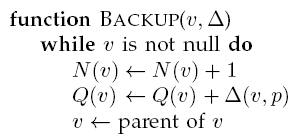 function BACKUP(v, Δ)
while v is not null do
N(v) ← N(v) + 1
Q(v) ← Q(v) + Δ(v, p)
v ← parent of v